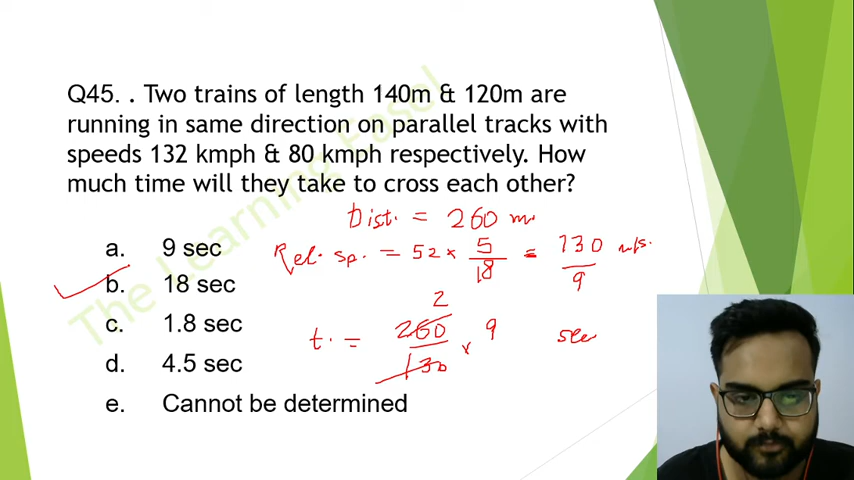 Q45. . Two trains of length 140m & 120m are
running in same direction on parallel tracks with
speeds 132 kmph & 80 kmph respectively. How
much time will they take to cross each other?
Dist. = 260 m.
a. 9 sec
Rel. sp. = 52 × 5/18 = 130/9 m/s.
b. 18 sec
c. 1.8 sec
t. = 260/130 × 9 sec
2
d. 4.5 sec
e. Cannot be determined
The Learning Easel